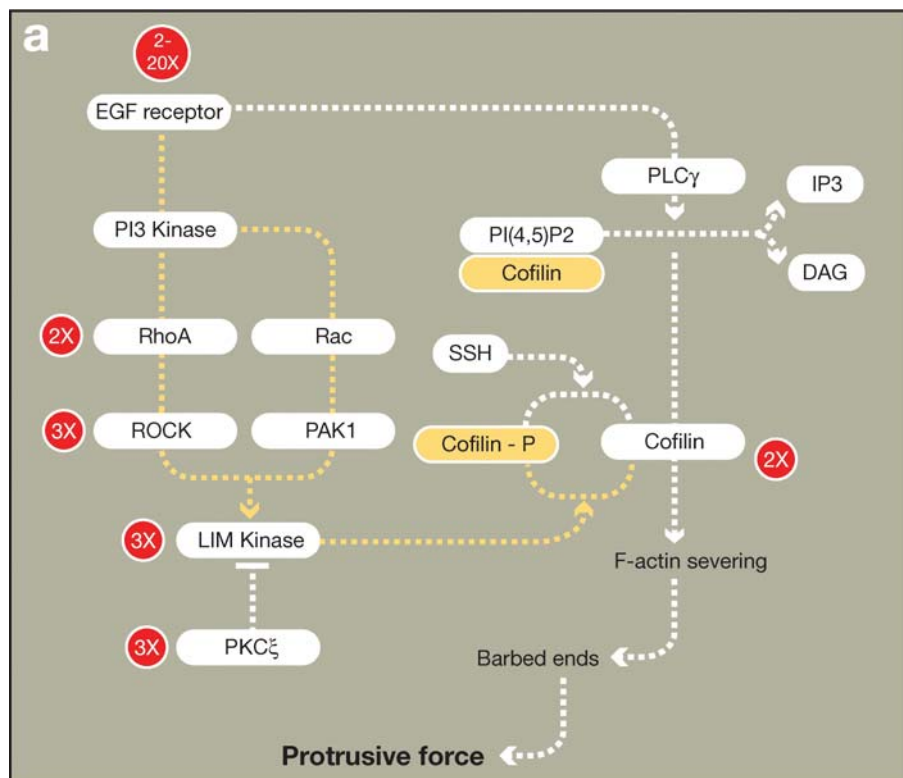 a
2-
20X
EGF receptor
PLCγ
IP3
PI3 Kinase
PI(4,5)P2
Cofilin
DAG
2X
RhoA
Rac
SSH
3X
ROCK
PAK1
Cofilin - P
Cofilin
2X
3X
LIM Kinase
F-actin severing
3X
PKCξ
Barbed ends
Protrusive force